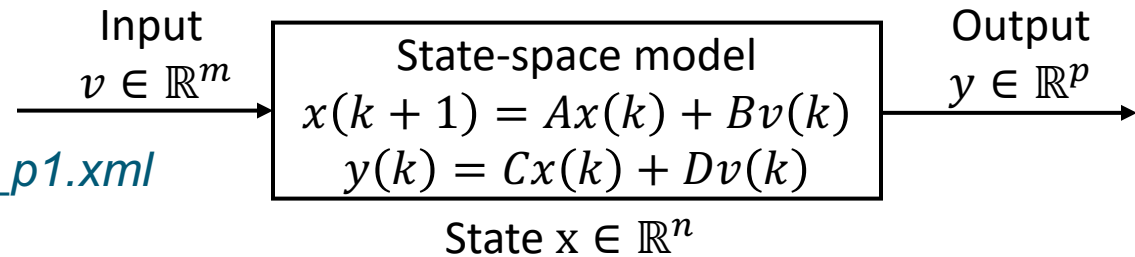 Input
v ∈ ℝ^m
_p1.xml
State-space model
x(k + 1) = Ax(k) + Bv(k)
y(k) = Cx(k) + Dv(k)
State x ∈ ℝ^n
Output
y ∈ ℝ^p